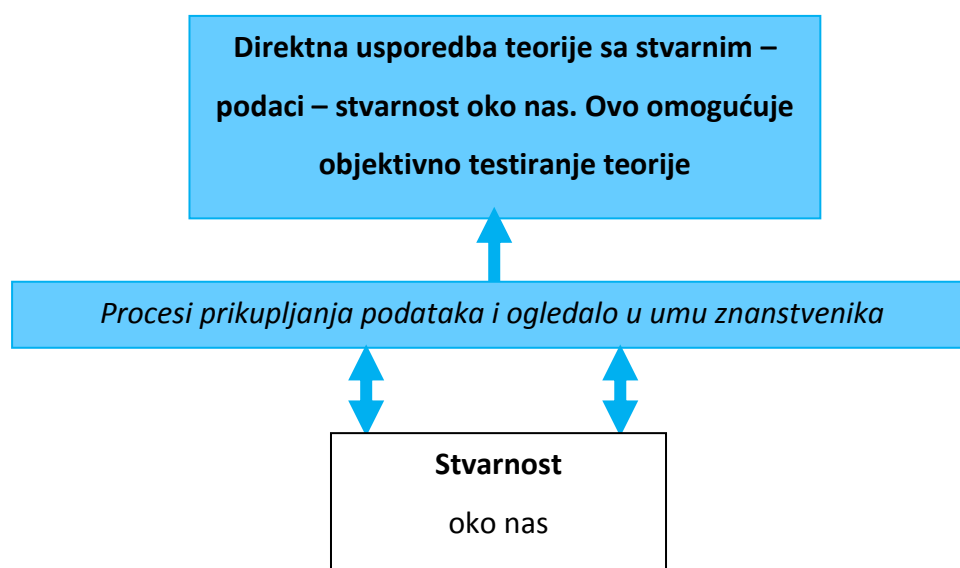 Direktna usporedba teorije sa stvarnim –
podaci – stvarnost oko nas. Ovo omogućuje
objektivno testiranje teorije
Procesi prikupljanja podataka i ogledalo u umu znanstvenika
Stvarnost
oko nas